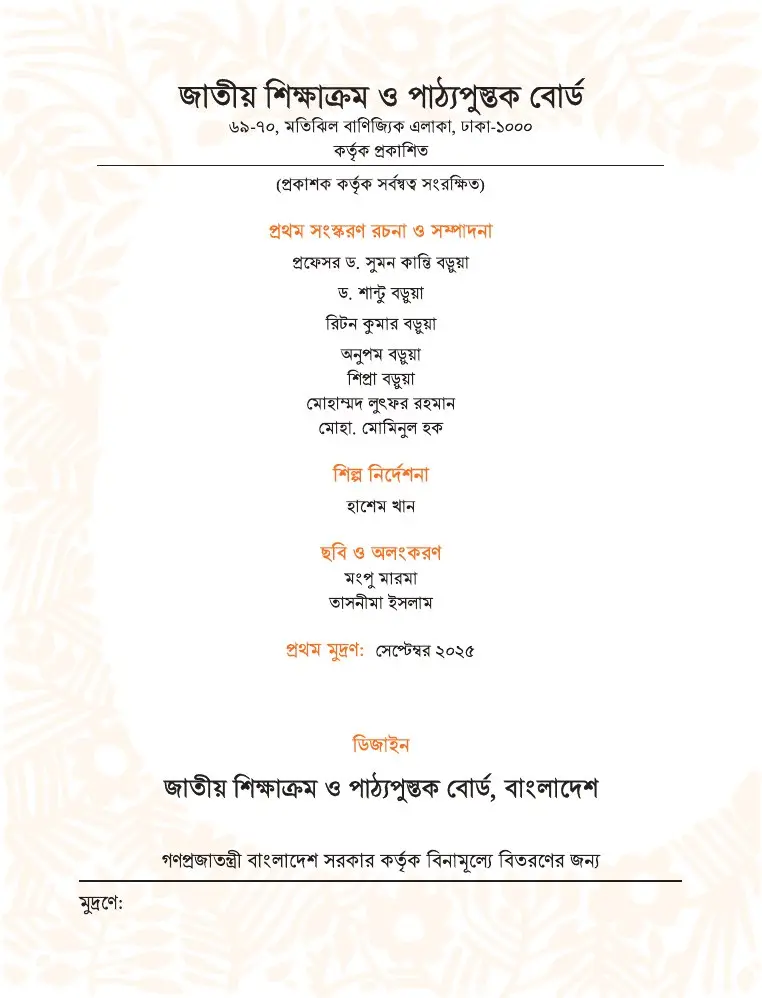 জাতীয় শিক্ষাক্রম ও পাঠ্যপুস্তক বোর্ড
৬৯-৭০, মতিঝিল বাণিজ্যিক এলাকা, ঢাকা-১০০০
কর্তৃক প্রকাশিত
(প্রকাশক কর্তৃক সর্বস্বত্ব সংরক্ষিত)
প্রথম সংস্করণ রচনা ও সম্পাদনা
প্রফেসর ড. সুমন কান্তি বড়ুয়া
ড. শান্টু বড়ুয়া
রিটন কুমার বড়ুয়া
অনুপম বড়ুয়া
শিপ্রা বড়ুয়া
মোহাম্মদ লুৎফর রহমান
মোহা. মোমিনুল হক
শিল্প নির্দেশনা
হাশেম খান
ছবি ও অলংকরণ
মংপু মারমা
তাসনীমা ইসলাম
প্রথম মুদ্রণ: সেপ্টেম্বর ২০২৫
ডিজাইন
জাতীয় শিক্ষাক্রম ও পাঠ্যপুস্তক বোর্ড, বাংলাদেশ
গণপ্রজাতন্ত্রী বাংলাদেশ সরকার কর্তৃক বিনামূল্যে বিতরণের জন্য
মুদ্রণে: